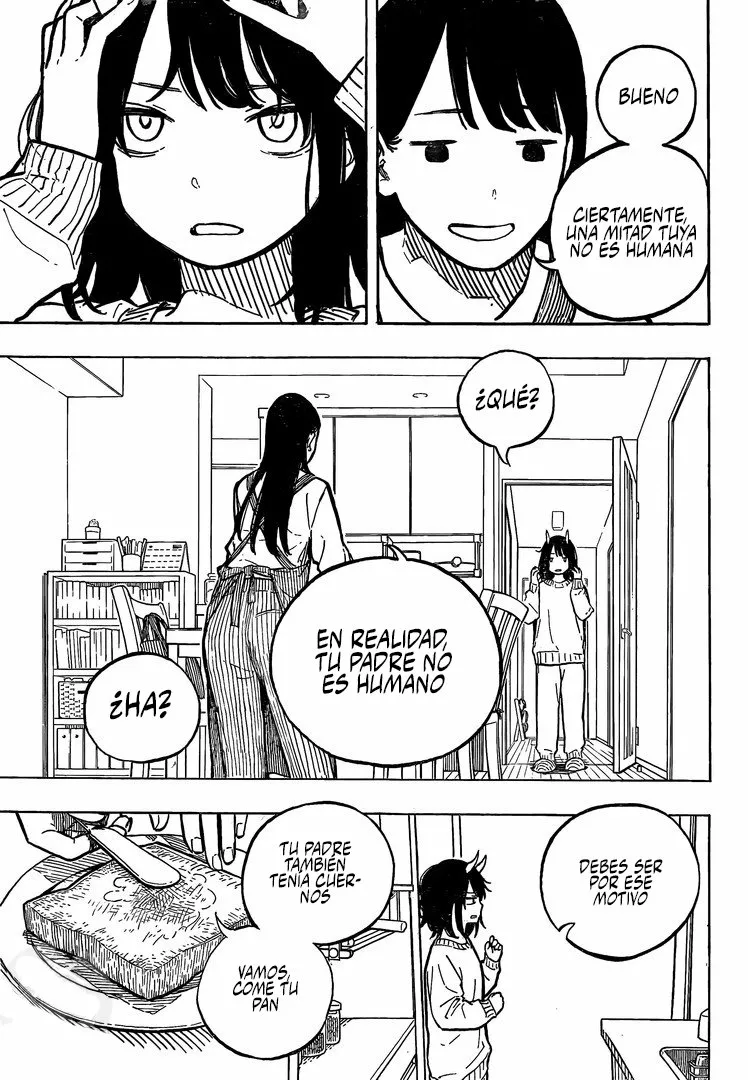 BUENO
CIERTAMENTE,
UNA MITAD TUYA
NO ES HUMANA
¿QUÉ?
EN REALIDAD,
TU PADRE NO
ES HUMANO
¿HA?
DEBES SER
POR ESE
MOTIVO
TU PADRE
TAMBIÉN
TENÍA CUER-
NOS
VAMOS,
COME TU
PAN